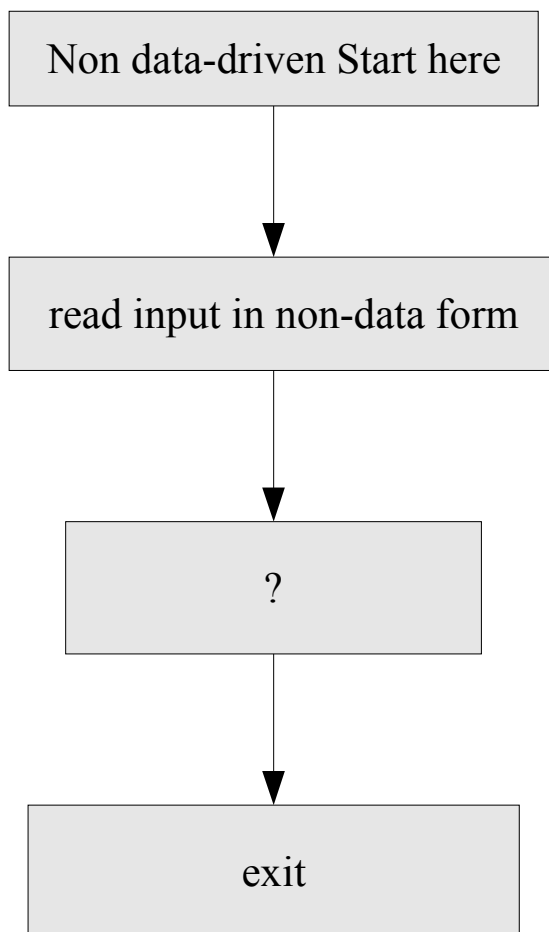 Non data-driven Start here
read input in non-data form
?
exit